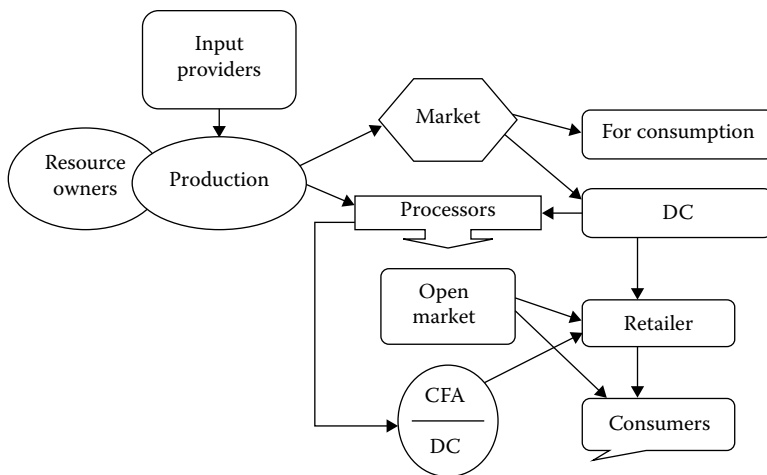 Input
providers
Market
For consumption
Resource
owners
Production
Processors
DC
Open
market
Retailer
CFA
DC
Consumers